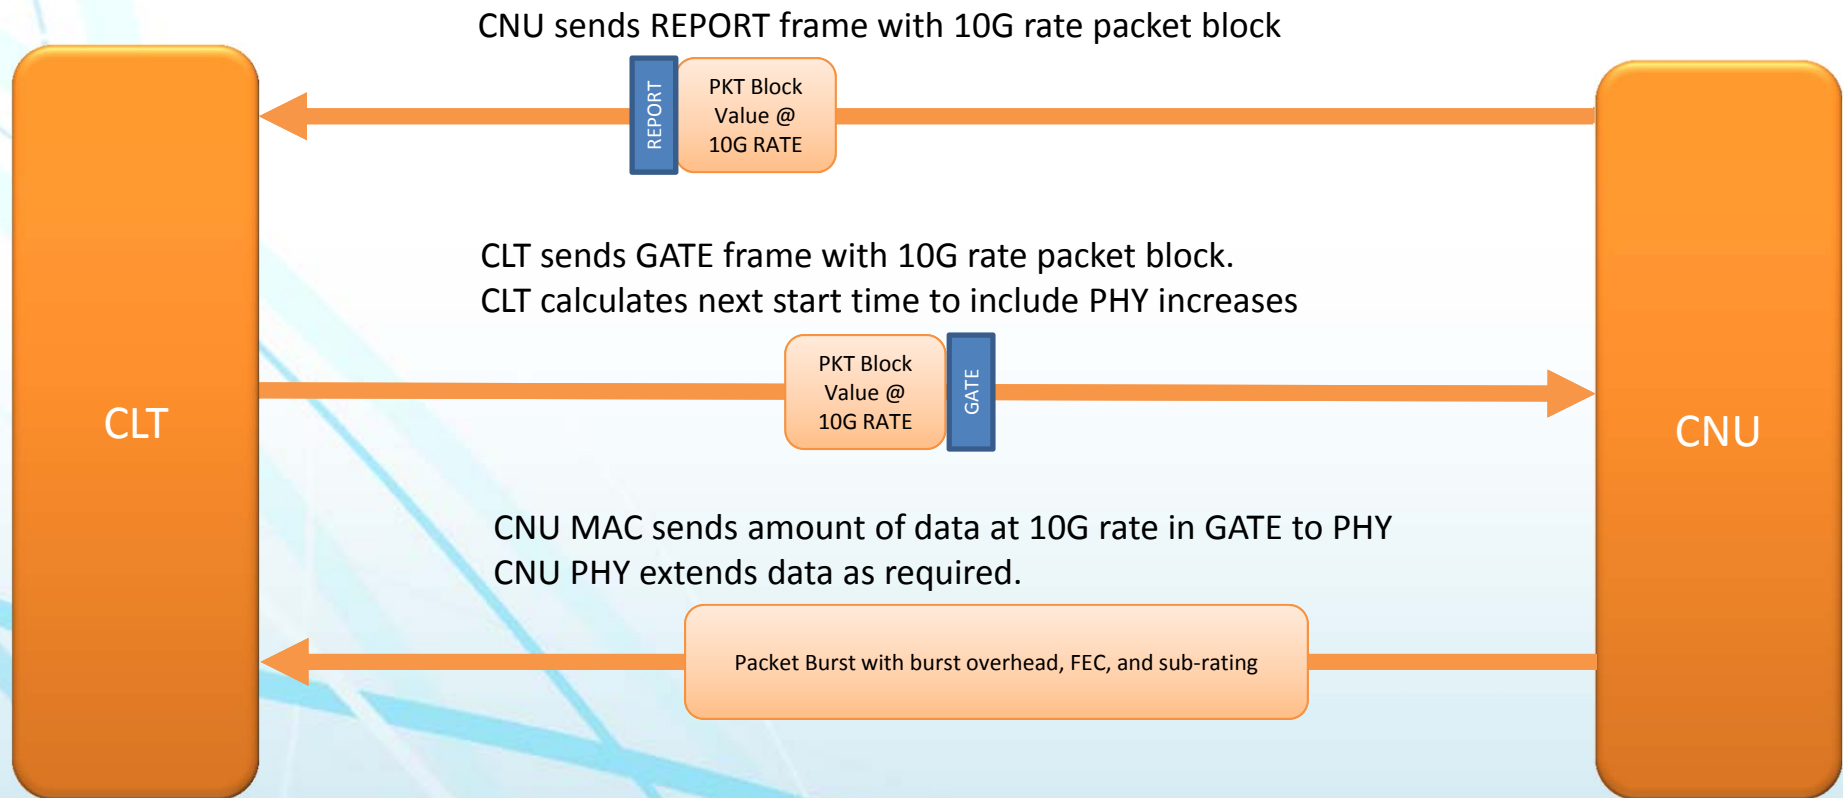 CNU sends REPORT frame with 10G rate packet block
REPORT
PKT Block
Value @
10G RATE
CLT sends GATE frame with 10G rate packet block.
CLT calculates next start time to include PHY increases
PKT Block
Value @
10G RATE
GATE
CLT
CNU
CNU MAC sends amount of data at 10G rate in GATE to PHY
CNU PHY extends data as required.
Packet Burst with burst overhead, FEC, and sub-rating